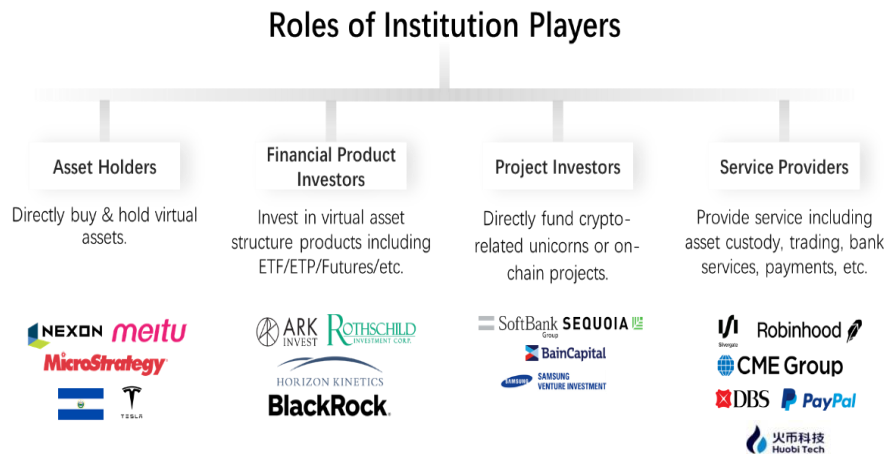 Roles of Institution Players
Asset Holders
Directly buy & hold virtual
assets.
NEXON meitu
MicroStrategy
TESLA
Financial Product
Investors
Invest in virtual asset
structure products including
ETF/ETP/Futures/etc.
ARK
INVEST
ROTHSCHILD
INVESTMENT CORP.
HORIZON KINETICS
BlackRock.
Project Investors
Directly fund crypto-
related unicorns or on-
chain projects.
SoftBank
Group
SEQUOIA
BainCapital
SAMSUNG
SAMSUNG
VENTURE INVESTMENT
Service Providers
Provide service including
asset custody, trading, bank
services, payments, etc.
Silvergate
Robinhood
CME Group
DBS PayPal
火币科技
Huobi Tech